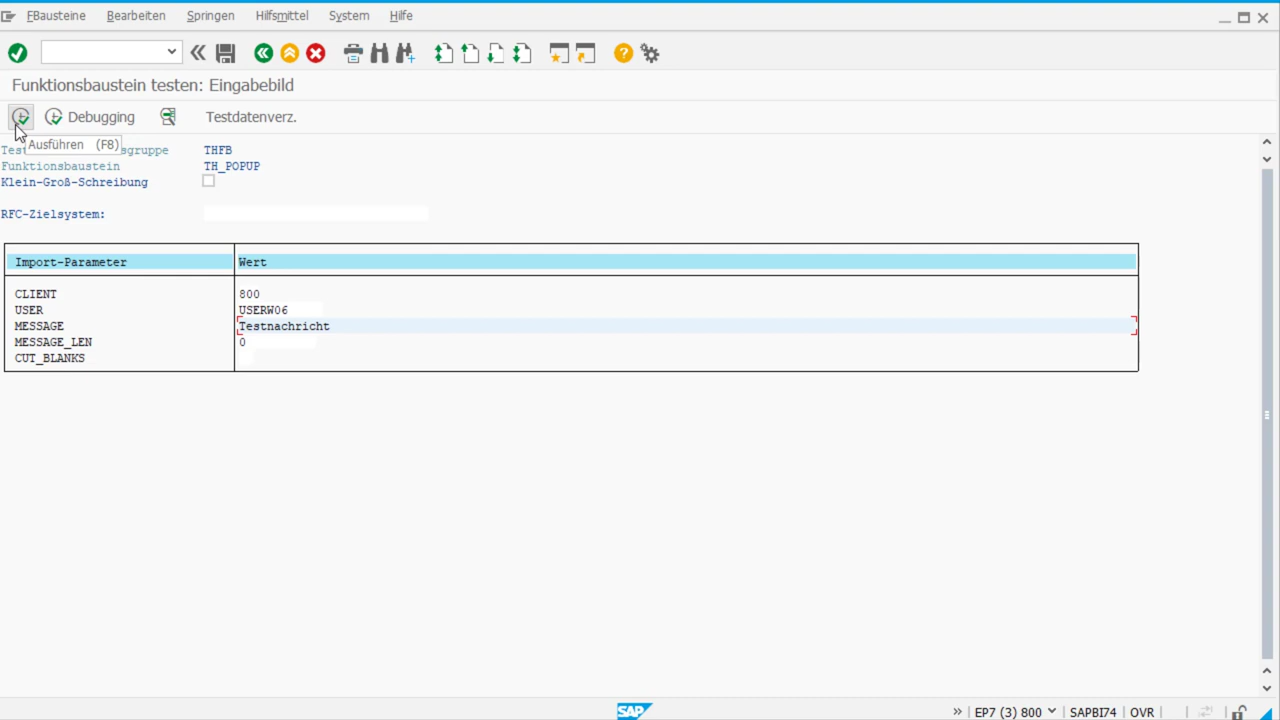 FBausteine Bearbeiten Springen Hilfsmittel System Hilfe
Funktionsbaustein testen: Eingabebild
Debugging Testdatenverz.
Ausführen (F8)
Tes sgruppe THFB
Funktionsbaustein TH_POPUP
Klein-Groß-Schreibung
RFC-Zielsystem:
Import-Parameter Wert
CLIENT 800
USER USERW06
MESSAGE Testnachricht
MESSAGE_LEN 0
CUT_BLANKS
SAP EP7 (3) 800 SAPBI74 OVR